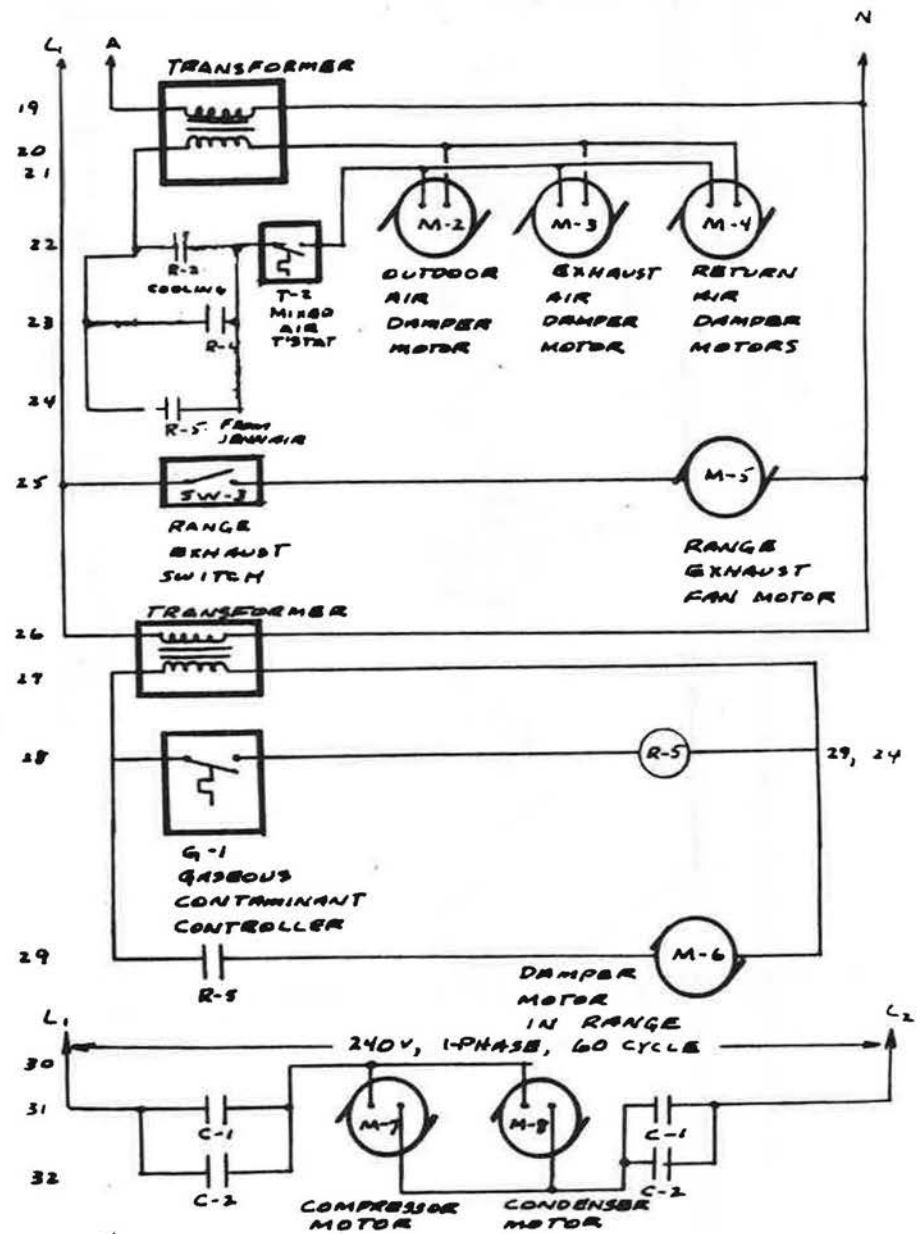 N
L1 A
TRANSFORMER
19
20
21
M-2 M-3 M-4
22
R-2
COOLING
T-2
MIXED
AIR
T'STAT
OUTDOOR
AIR
DAMPER
MOTOR
EXHAUST
AIR
DAMPER
MOTOR
RETURN
AIR
DAMPER
MOTORS
23
R-4
24
R-5 FROM
JENNAIR
25
SW-3
M-5
RANGE
EXHAUST
SWITCH
RANGE
EXHAUST
FAN MOTOR
TRANSFORMER
26
27
28
R-5
29, 24
G-1
GASEOUS
CONTAMINANT
CONTROLLER
29
R-5
M-6
DAMPER
MOTOR
IN RANGE
L1 L2
240V, 1-PHASE, 60 CYCLE
30
31
C-1 M-7 M-8 C-1
32
C-2 C-2
COMPRESSOR
MOTOR
CONDENSER
MOTOR